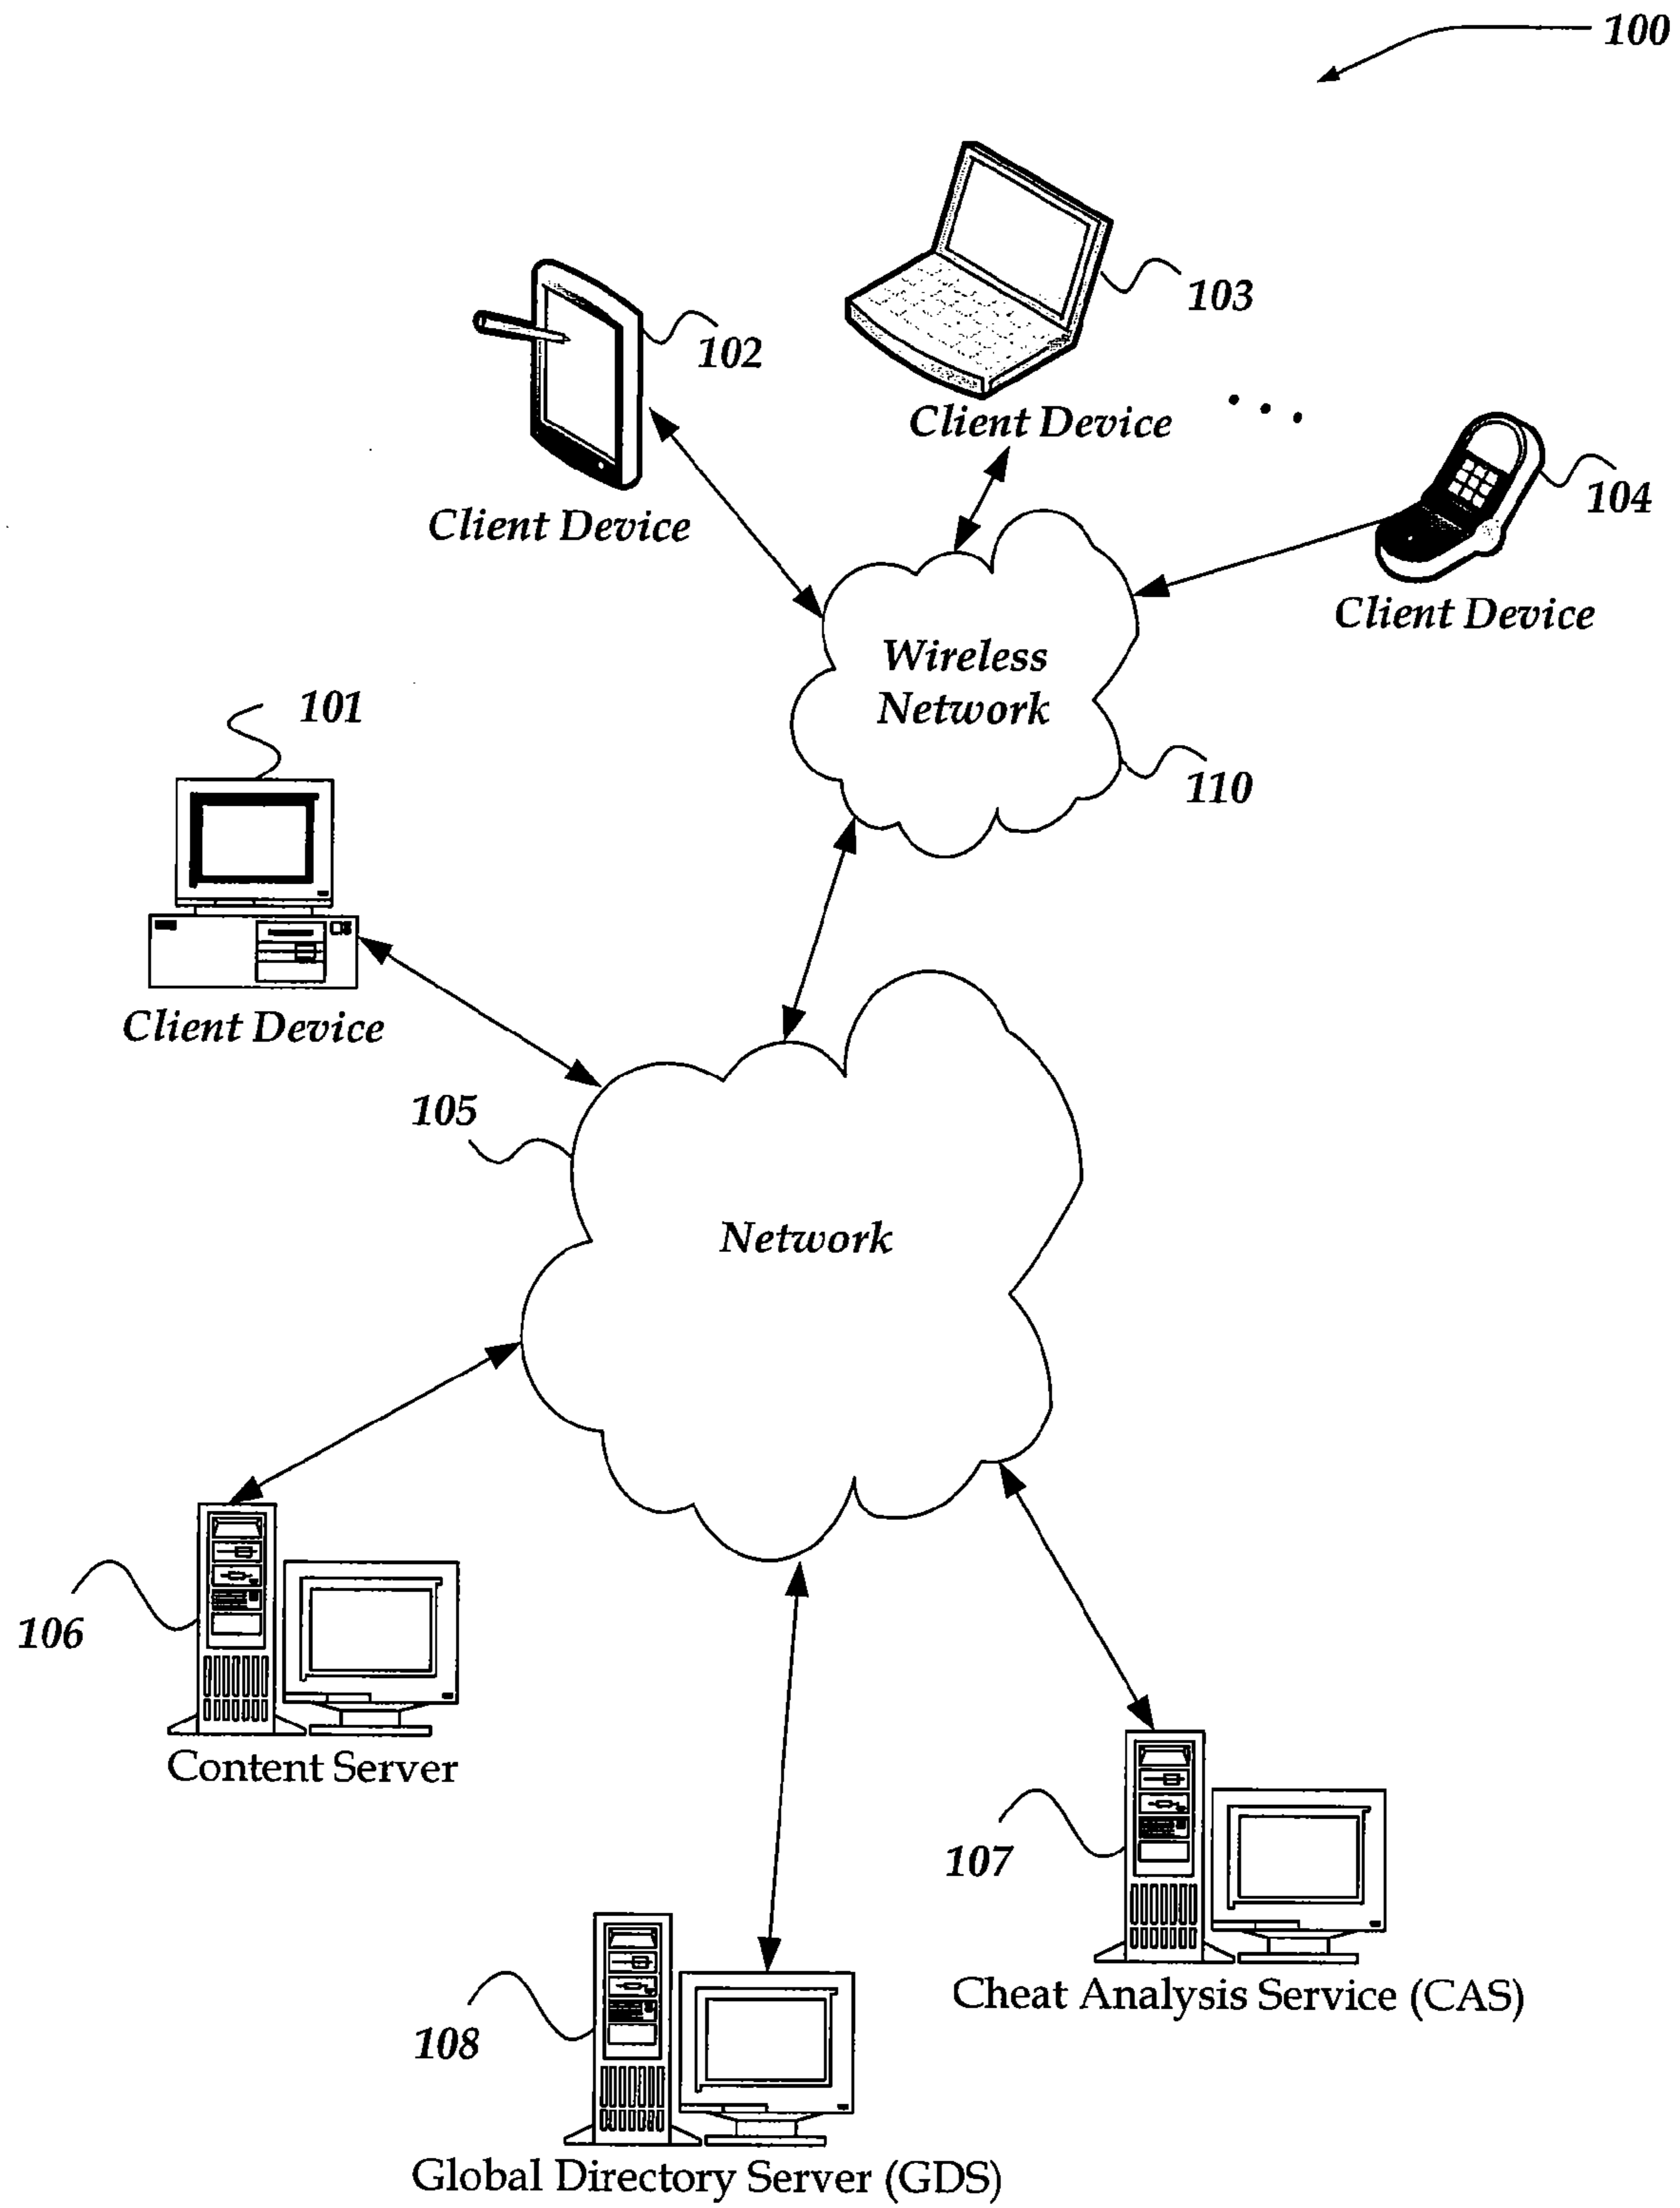 100
103
102
Client Device
104
Client Device
Client Device
Wireless
Network
101
110
Client Device
105
Network
106
Content Server
107
Cheat Analysis Service (CAS)
108
Global Directory Server (GDS)